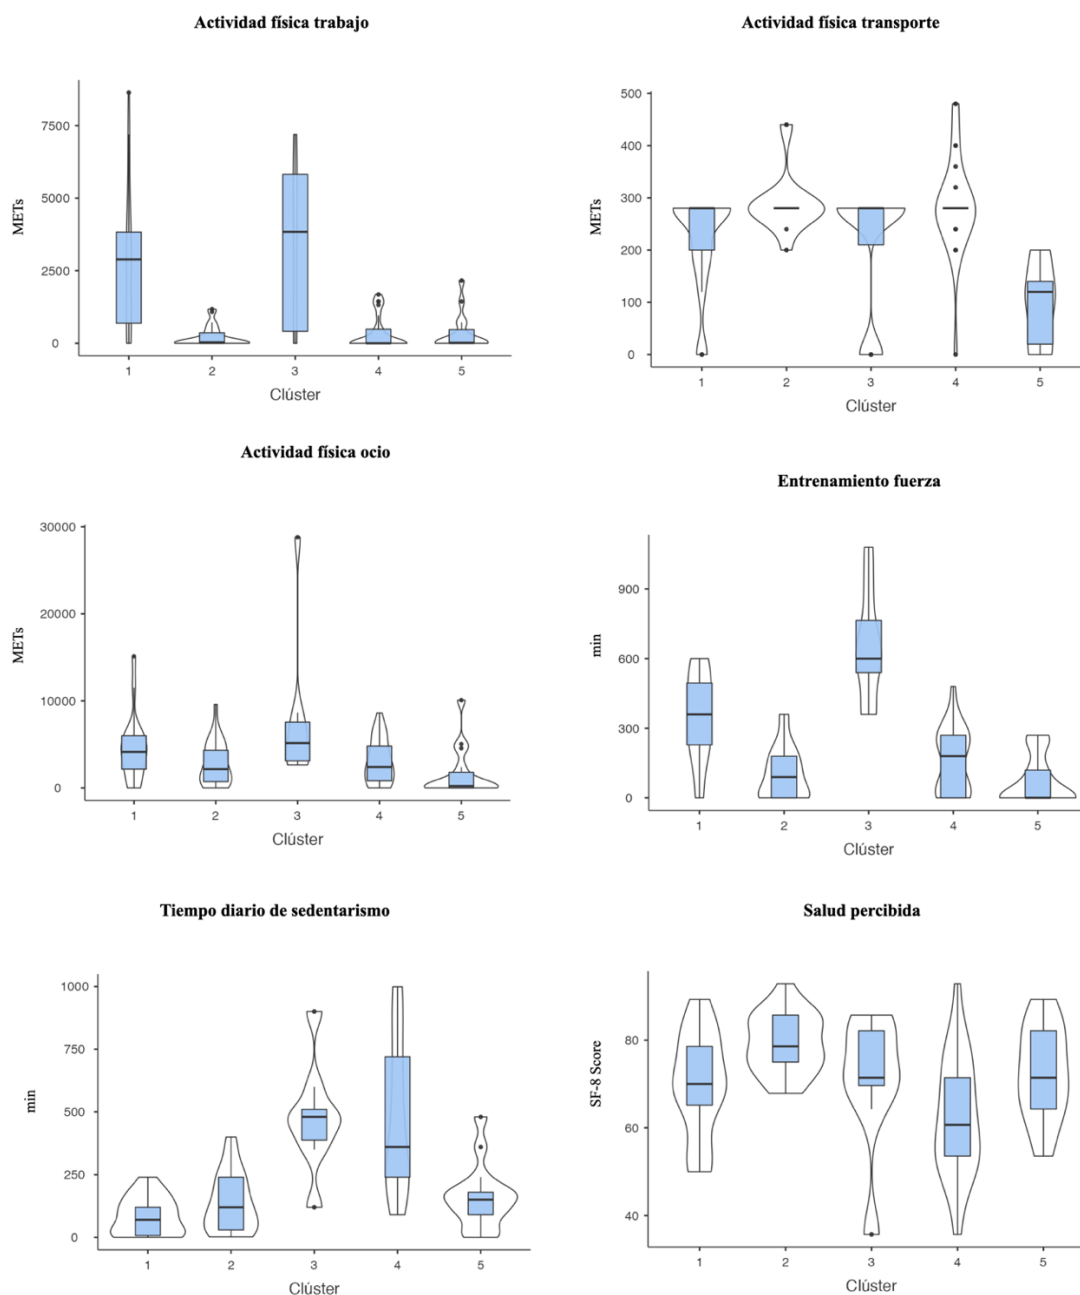 Actividad física trabajo
Actividad física transporte
7500
5000
2500
0
METs
1 2 3 4 5
Clúster
500
400
300
200
100
0
METs
1 2 3 4 5
Clúster
Actividad física ocio
Entrenamiento fuerza
30000
20000
10000
0
METs
1 2 3 4 5
Clúster
900
600
300
0
min
1 2 3 4 5
Clúster
Tiempo diario de sedentarismo
Salud percibida
1000
750
500
250
0
min
1 2 3 4 5
Clúster
80
60
40
SF-8 Score
1 2 3 4 5
Clúster